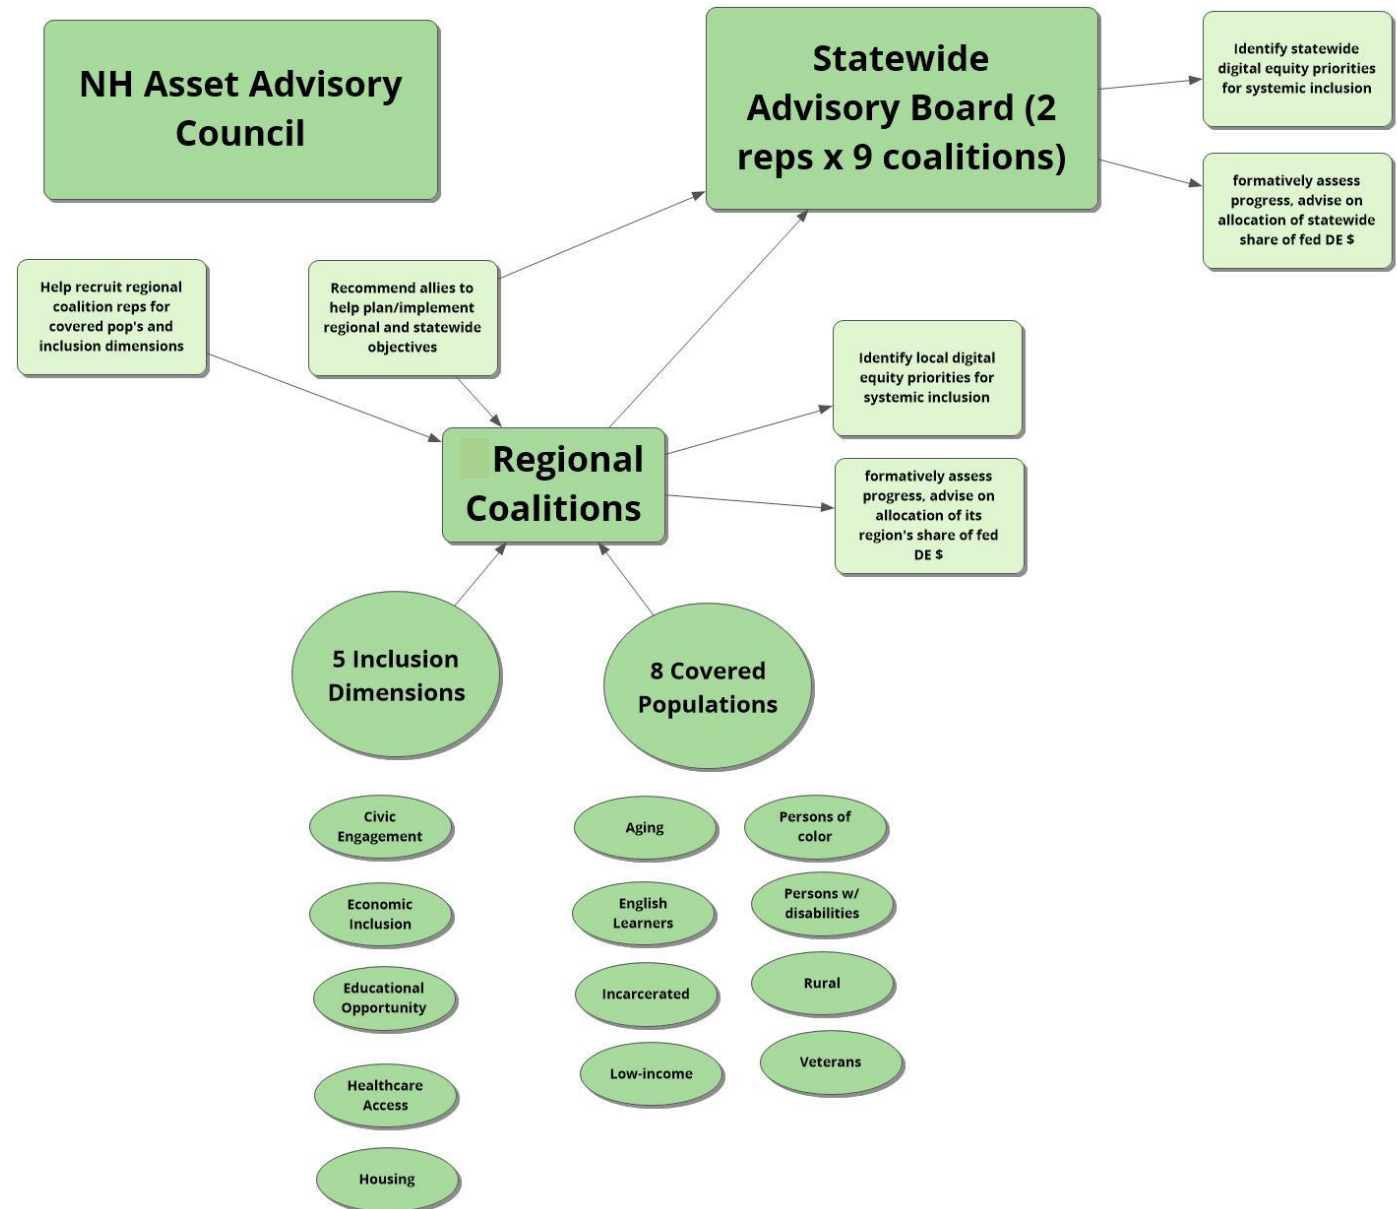 NH Asset Advisory
Council
Statewide
Advisory Board (2
reps x 9 coalitions)
Identify statewide
digital equity priorities
for systemic inclusion
formatively assess
progress, advise on
allocation of statewide
share of fed DE $
Help recruit regional
coalition reps for
covered pop's and
inclusion dimensions
Recommend allies to
help plan/implement
regional and statewide
objectives
Identify local digital
equity priorities for
systemic inclusion
Regional
Coalitions
formatively assess
progress, advise on
allocation of its
region's share of fed
DE $
5 Inclusion
Dimensions
8 Covered
Populations
Civic
Engagement
Economic
Inclusion
Educational
Opportunity
Healthcare
Access
Housing
Aging
English
Learners
Incarcerated
Low-income
Persons of
color
Persons w/
disabilities
Rural
Veterans